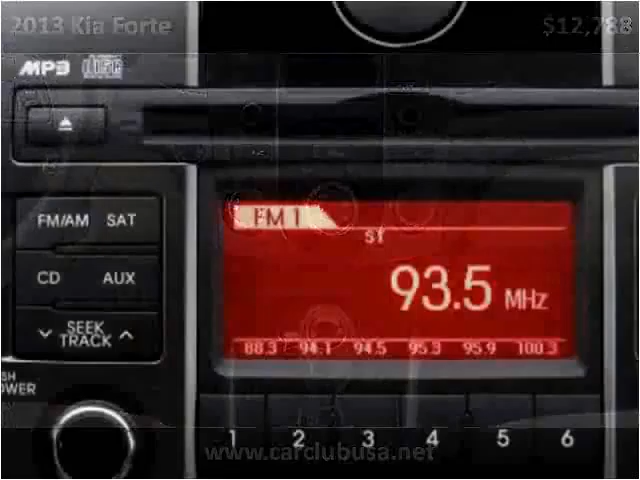 2013 Kia Forte $12,788
MP3 DISC
FM/AM SAT
FM 1
ST
CD AUX
93.5 MHz
SEEK
TRACK
88.3 94.1 94.5 95.3 95.9 100.3
OWER
1 2 3 4 5 6
www.carclubusa.net